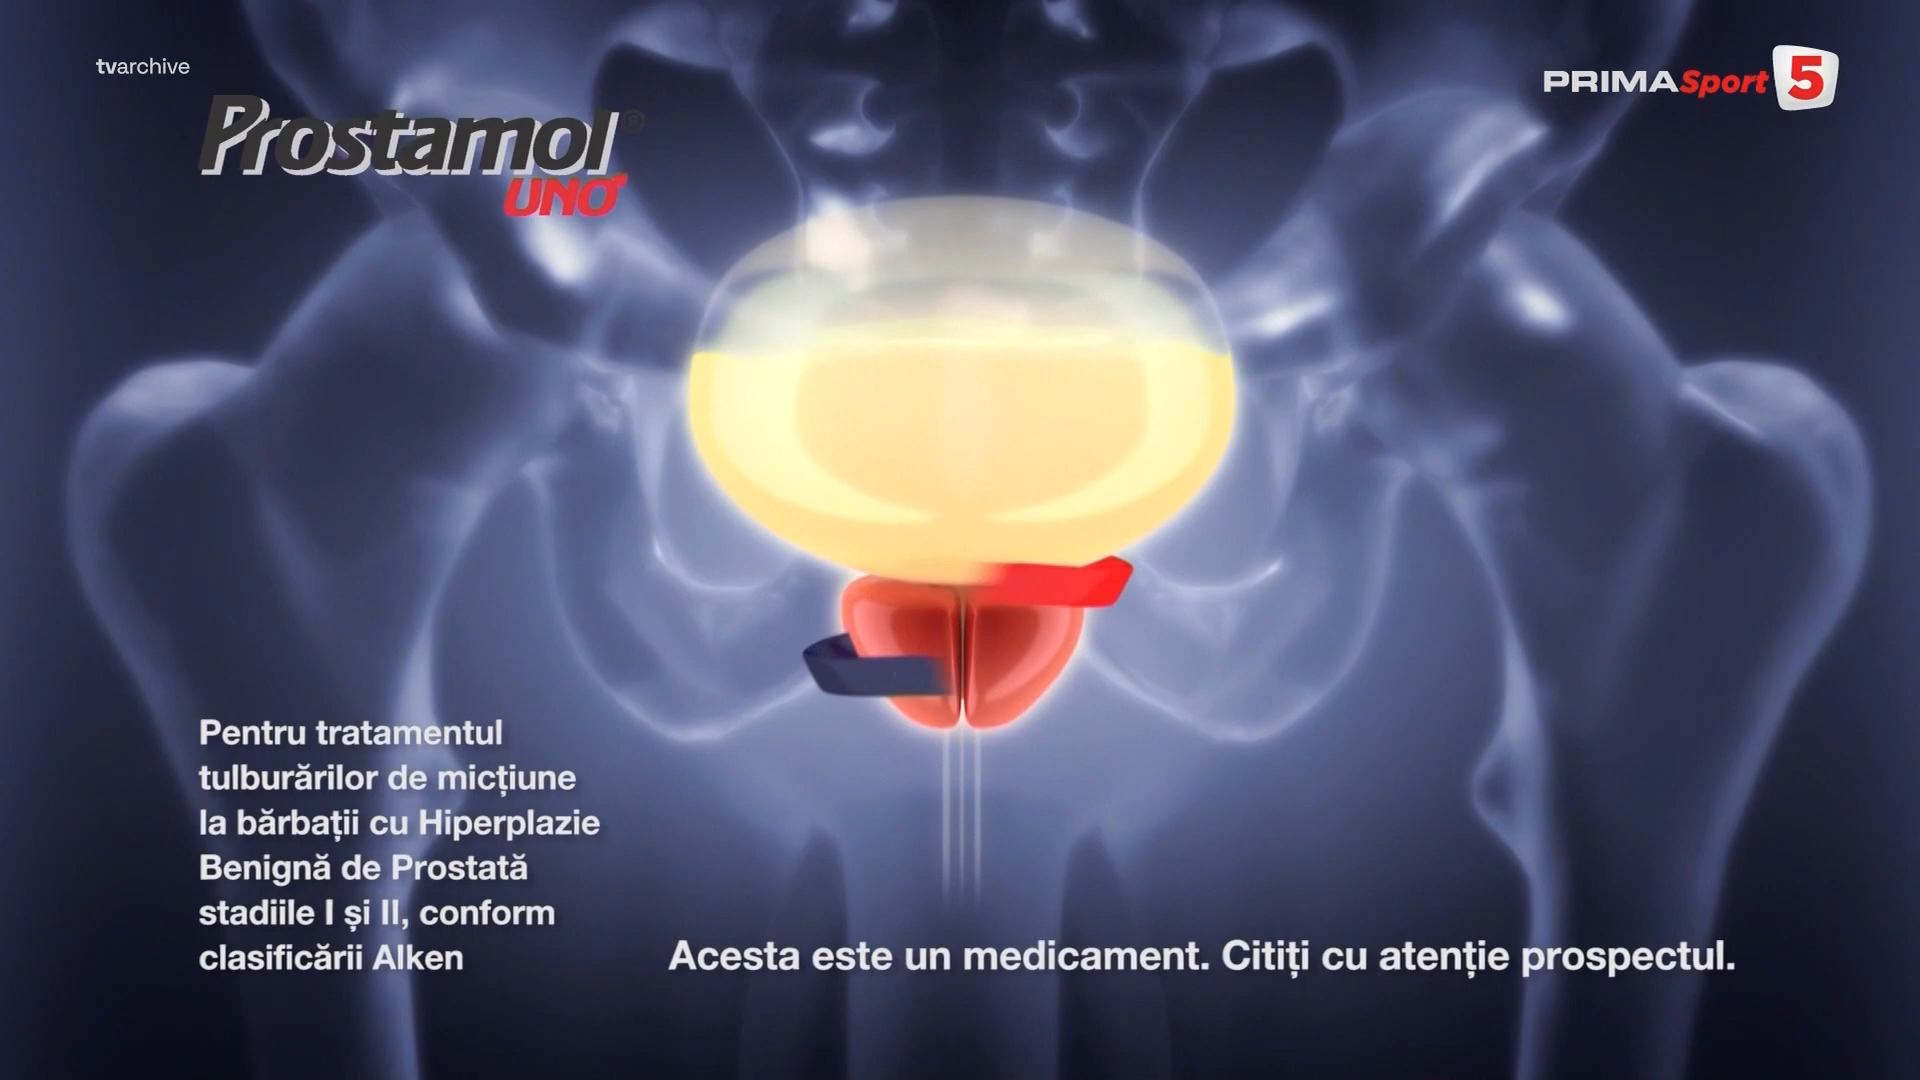 tvarchive
PRIMA Sport 5
Prostamol®
UNO
Pentru tratamentul
tulburărilor de micțiune
la bărbații cu Hiperplazie
Benignă de Prostată
stadiile I și II, conform
clasificării Alken
Acesta este un medicament. Citiți cu atenție prospectul.